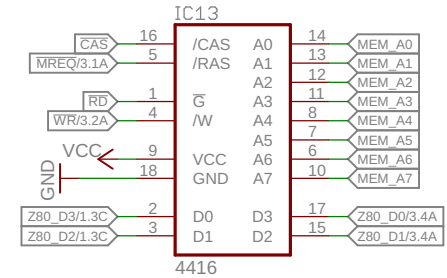 IC13
CAS 16 /CAS A0 14 MEM_A0
MREQ/3.1A 5 /RAS A1 13 MEM_A1
A2 12 MEM_A2
RD 1 G A3 11 MEM_A3
WR/3.2A 4 /W A4 8 MEM_A4
A5 7 MEM_A5
VCC 9 VCC A6 6 MEM_A6
GND 18 GND A7 10 MEM_A7
Z80_D3/1.3C 2 D0 D3 17 Z80_D0/3.4A
Z80_D2/1.3C 3 D1 D2 15 Z80_D1/3.4A
4416